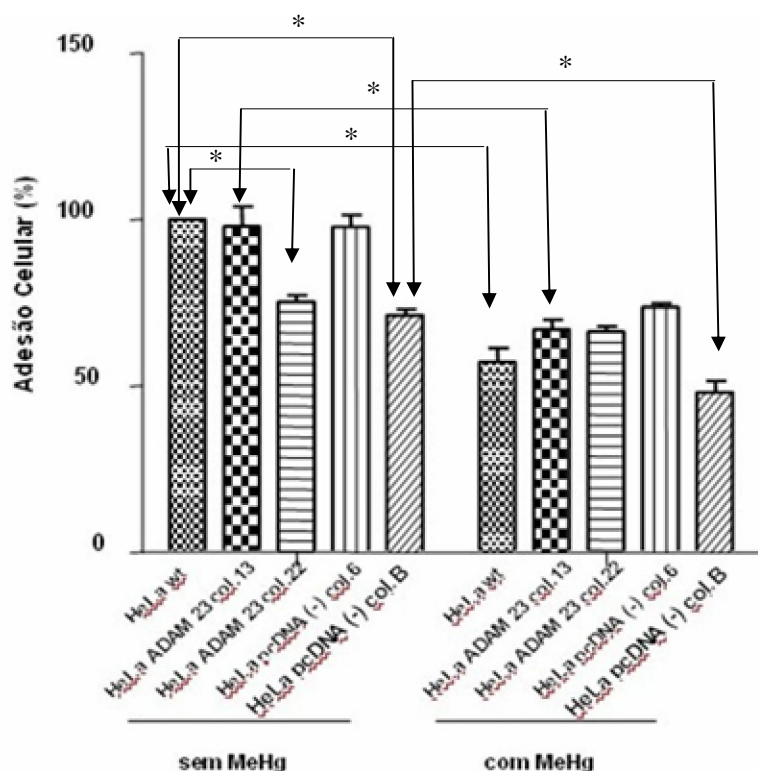 *
150
*
*
*
*
100
50
0
Adesão Celular (%)
HeLa wt
HeLa ADAM 23 col.13
HeLa ADAM 23 col.22
HeLa pcDNA (-) col.6
HeLa pcDNA (-) col.B
HeLa wt
HeLa ADAM 23 col.13
HeLa ADAM 23 col.22
HeLa pcDNA (-) col.6
HeLa pcDNA (-) col.B
sem MeHg
com MeHg